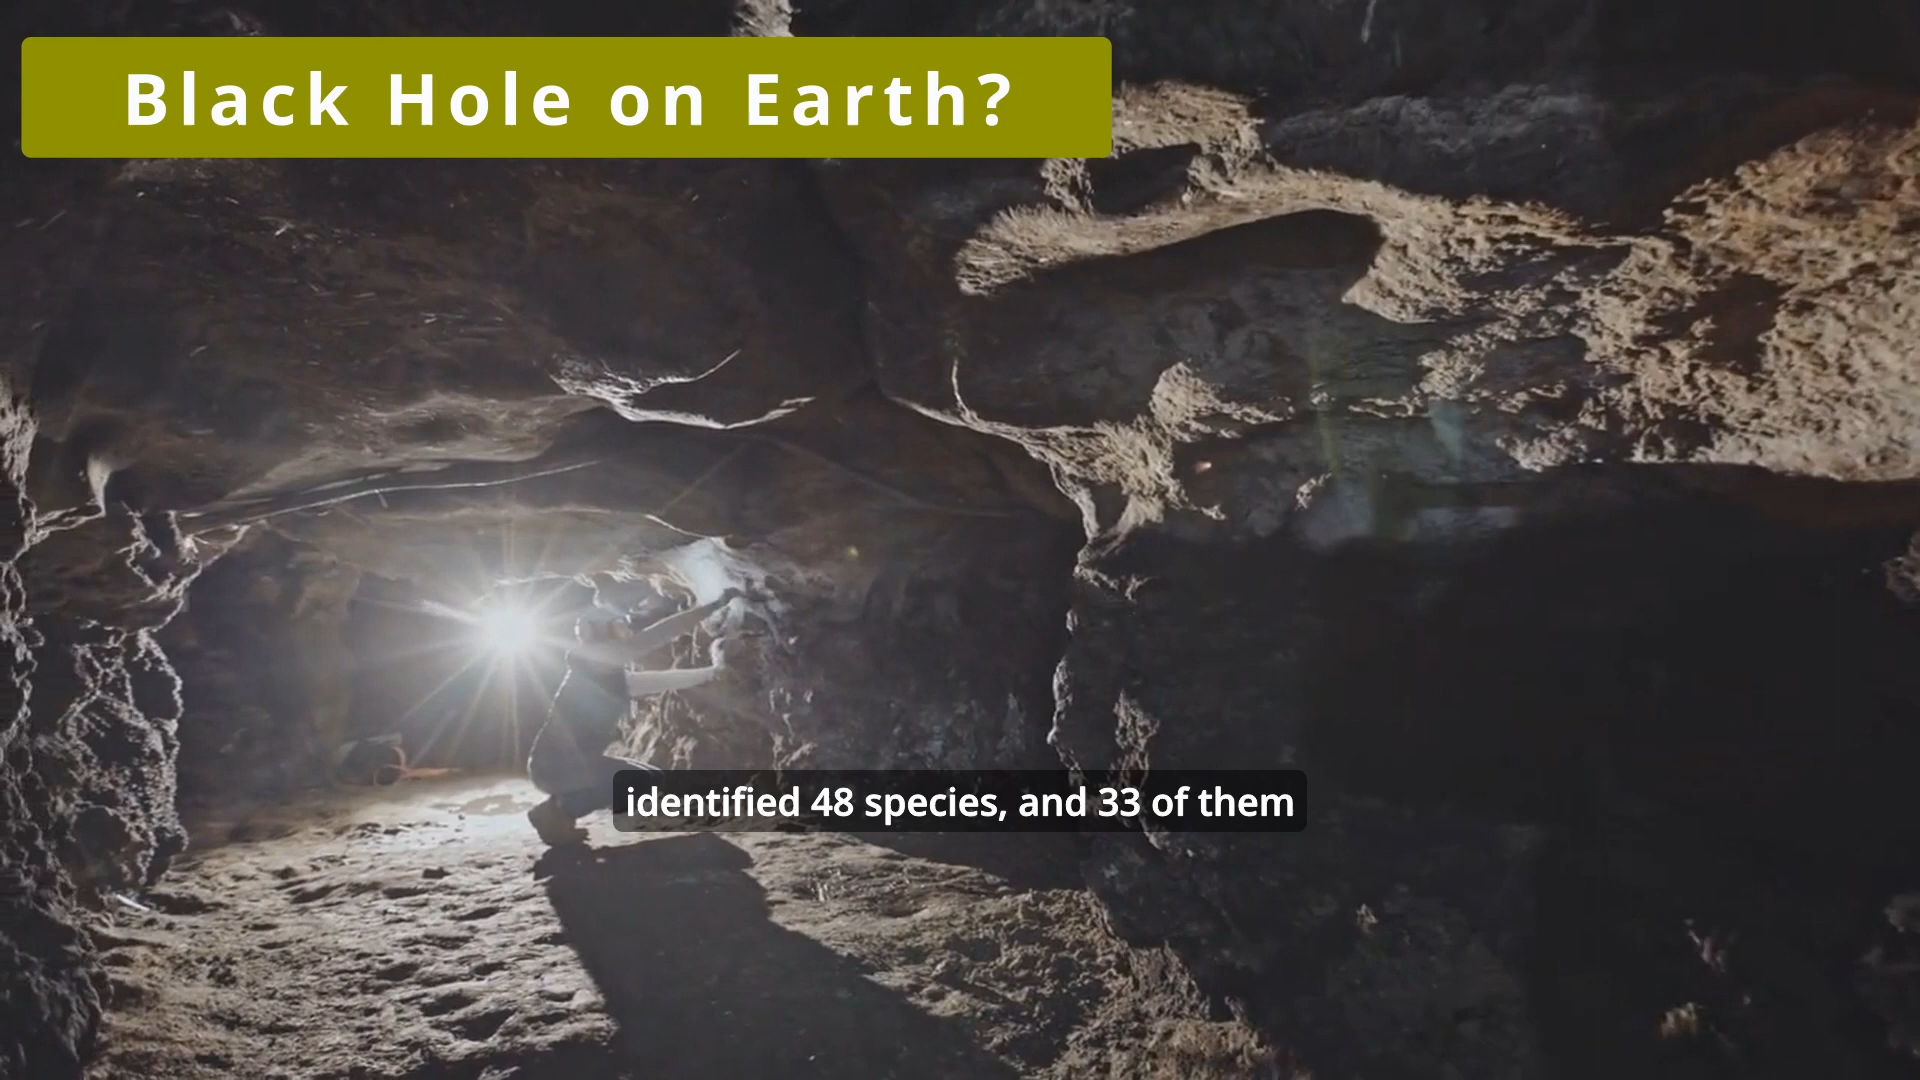 Black Hole on Earth?
identified 48 species, and 33 of them